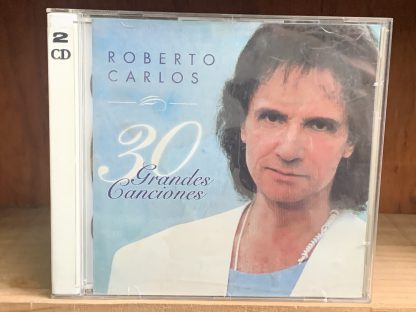 2
CD
ROBERTO
CARLOS
30
Grandes
Canciones